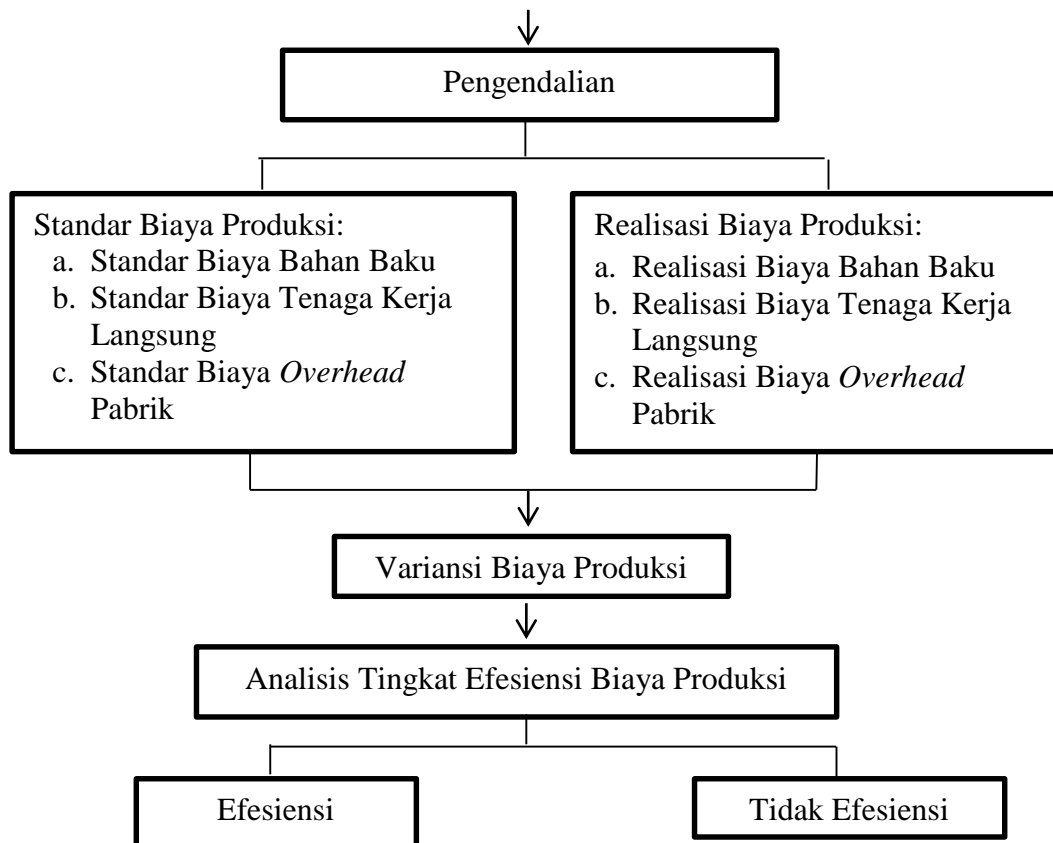 Pengendalian
Standar Biaya Produksi:
a. Standar Biaya Bahan Baku
b. Standar Biaya Tenaga Kerja
Langsung
c. Standar Biaya Overhead
Pabrik
Realisasi Biaya Produksi:
a. Realisasi Biaya Bahan Baku
b. Realisasi Biaya Tenaga Kerja
Langsung
c. Realisasi Biaya Overhead
Pabrik
Variansi Biaya Produksi
Analisis Tingkat Efesiensi Biaya Produksi
Efesiensi
Tidak Efesiensi